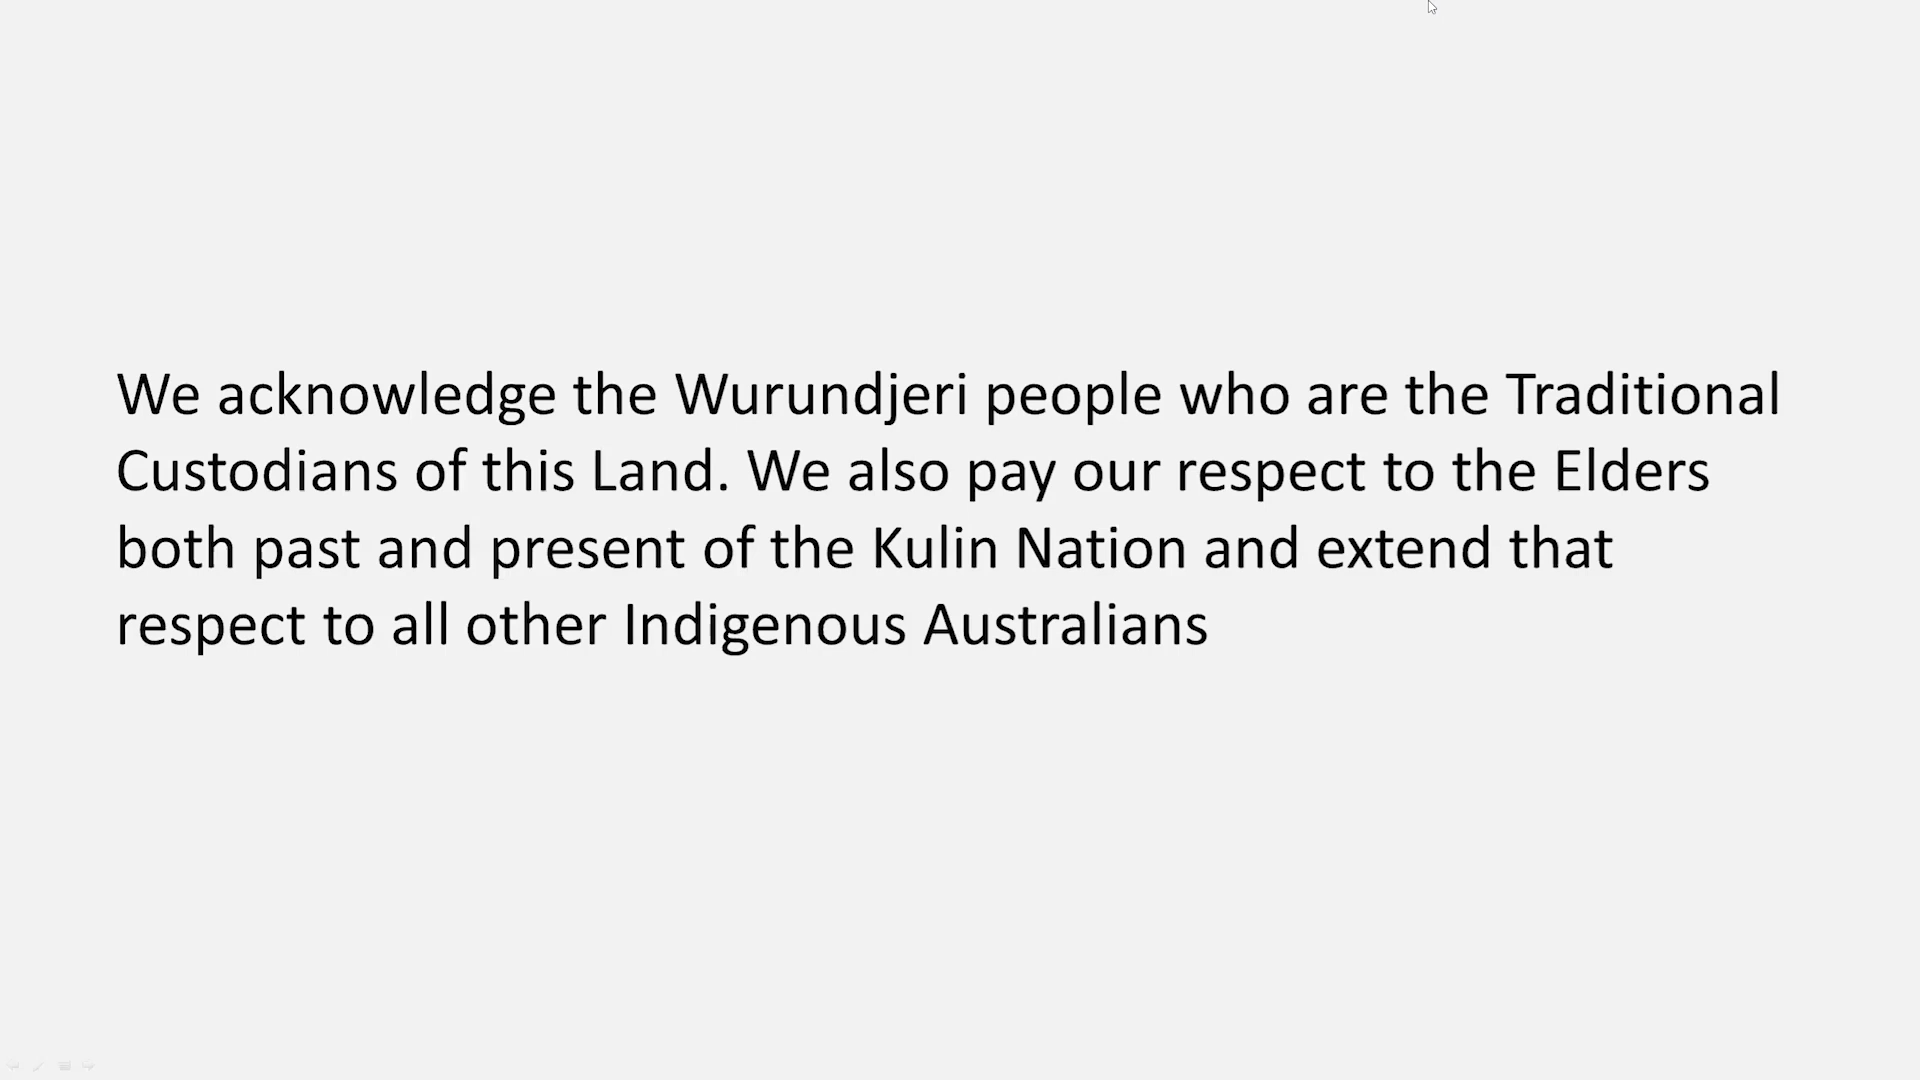 We acknowledge the Wurundjeri people who are the Traditional
Custodians of this Land. We also pay our respect to the Elders
both past and present of the Kulin Nation and extend that
respect to all other Indigenous Australians